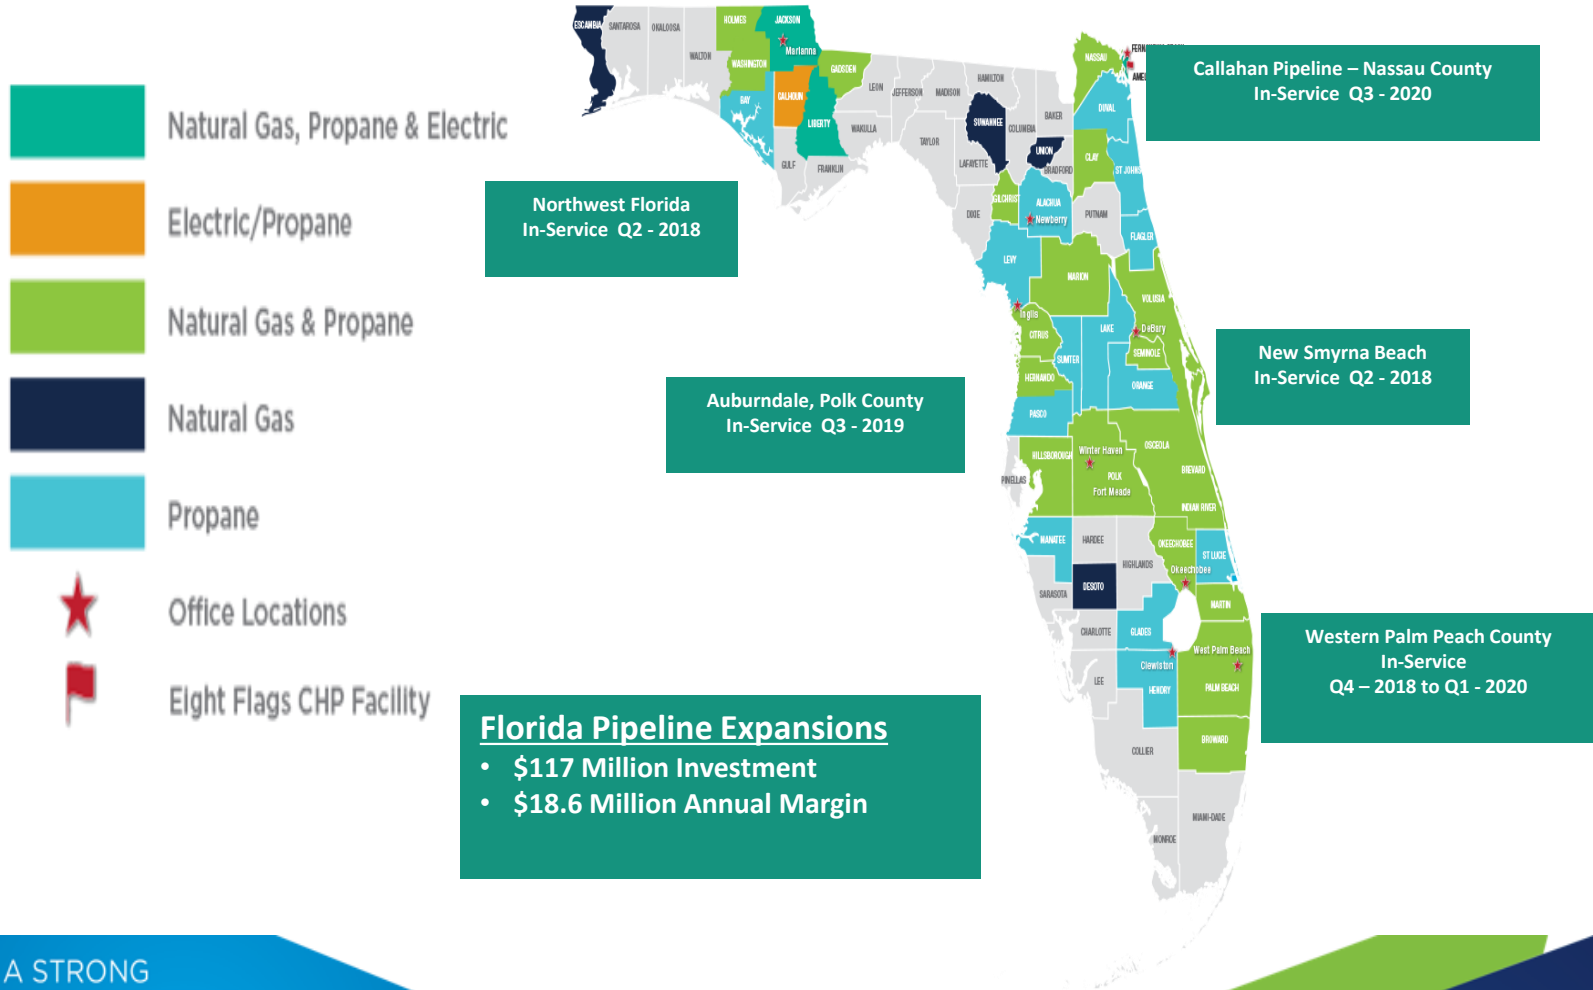 Natural Gas, Propane & Electric
Electric/Propane
Natural Gas & Propane
Natural Gas
Propane
Office Locations
Eight Flags CHP Facility
Northwest Florida
In-Service Q2 - 2018
Auburndale, Polk County
In-Service Q3 - 2019
Callahan Pipeline – Nassau County
In-Service Q3 - 2020
New Smyrna Beach
In-Service Q2 - 2018
Western Palm Peach County
In-Service
Q4 – 2018 to Q1 - 2020
Florida Pipeline Expansions
• $117 Million Investment
• $18.6 Million Annual Margin
ESCAMBIA
SANTAROSA
OKALOOSA
WALTON
HOLMES
WASHINGTON
BAY
JACKSON
Marianna
CALHOUN
LIBERTY
GULF
FRANKLIN
GADSDEN
LEON
WAKULLA
JEFFERSON
MADISON
TAYLOR
HAMILTON
SUWANNEE
LAFAYETTE
DIXIE
COLUMBIA
BAKER
UNION
BRADFORD
GILCHRIST
ALACHUA
Newberry
NASSAU
DUVAL
CLAY
ST JOHNS
PUTNAM
FLAGLER
LEVY
MARION
VOLUSIA
Inglis
CITRUS
SUMTER
LAKE
DeBary
SEMINOLE
HERNANDO
ORANGE
PASCO
HILLSBOROUGH
PINELLAS
Winter Haven
POLK
Fort Meade
OSCEOLA
BREVARD
INDIAN RIVER
MANATEE
HARDEE
HIGHLANDS
OKEECHOBEE
Okeechobee
ST LUCIE
SARASOTA
DESOTO
MARTIN
CHARLOTTE
GLADES
Clewiston
West Palm Beach
PALM BEACH
LEE
HENDRY
COLLIER
BROWARD
MONROE
MIAMI-DADE
A STRONG